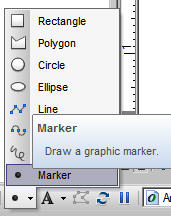 Rectangle
Polygon
Circle
Ellipse
Line
Marker
Draw a graphic marker.
Marker
A